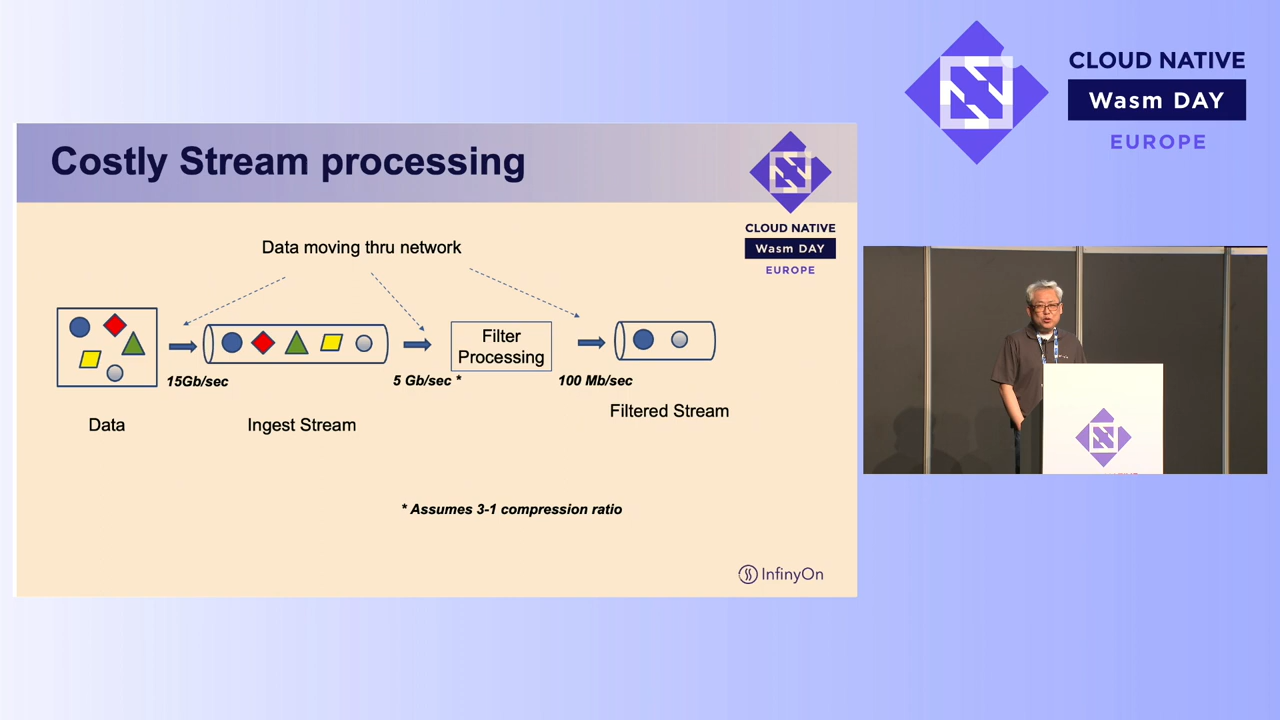 CLOUD NATIVE
Wasm DAY
EUROPE
Costly Stream processing
CLOUD NATIVE
Wasm DAY
EUROPE
Data moving thru network
Filter
Processing
15Gb/sec
5 Gb/sec *
100 Mb/sec
Data
Ingest Stream
Filtered Stream
* Assumes 3-1 compression ratio
InfinyOn